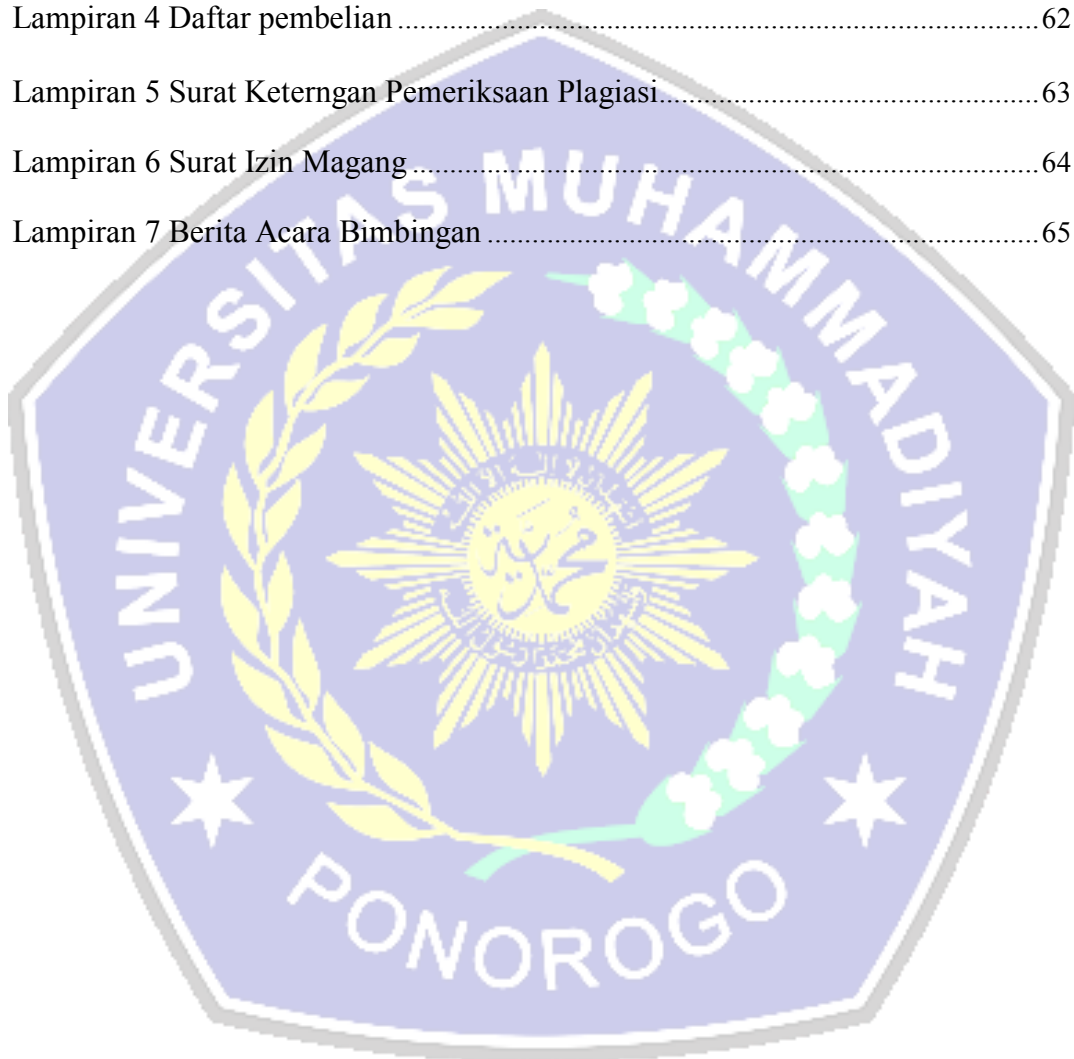 Lampiran 4 Daftar pembelian ........................................................................ 62
Lampiran 5 Surat Keterngan Pemeriksaan Plagiasi........................................... 63
Lampiran 6 Surat Izin Magang ...................................................................... 64
Lampiran 7 Berita Acara Bimbingan .............................................................. 65
UNIVERSITAS MUHAMMADIYAH
PONOROGO
محمدية